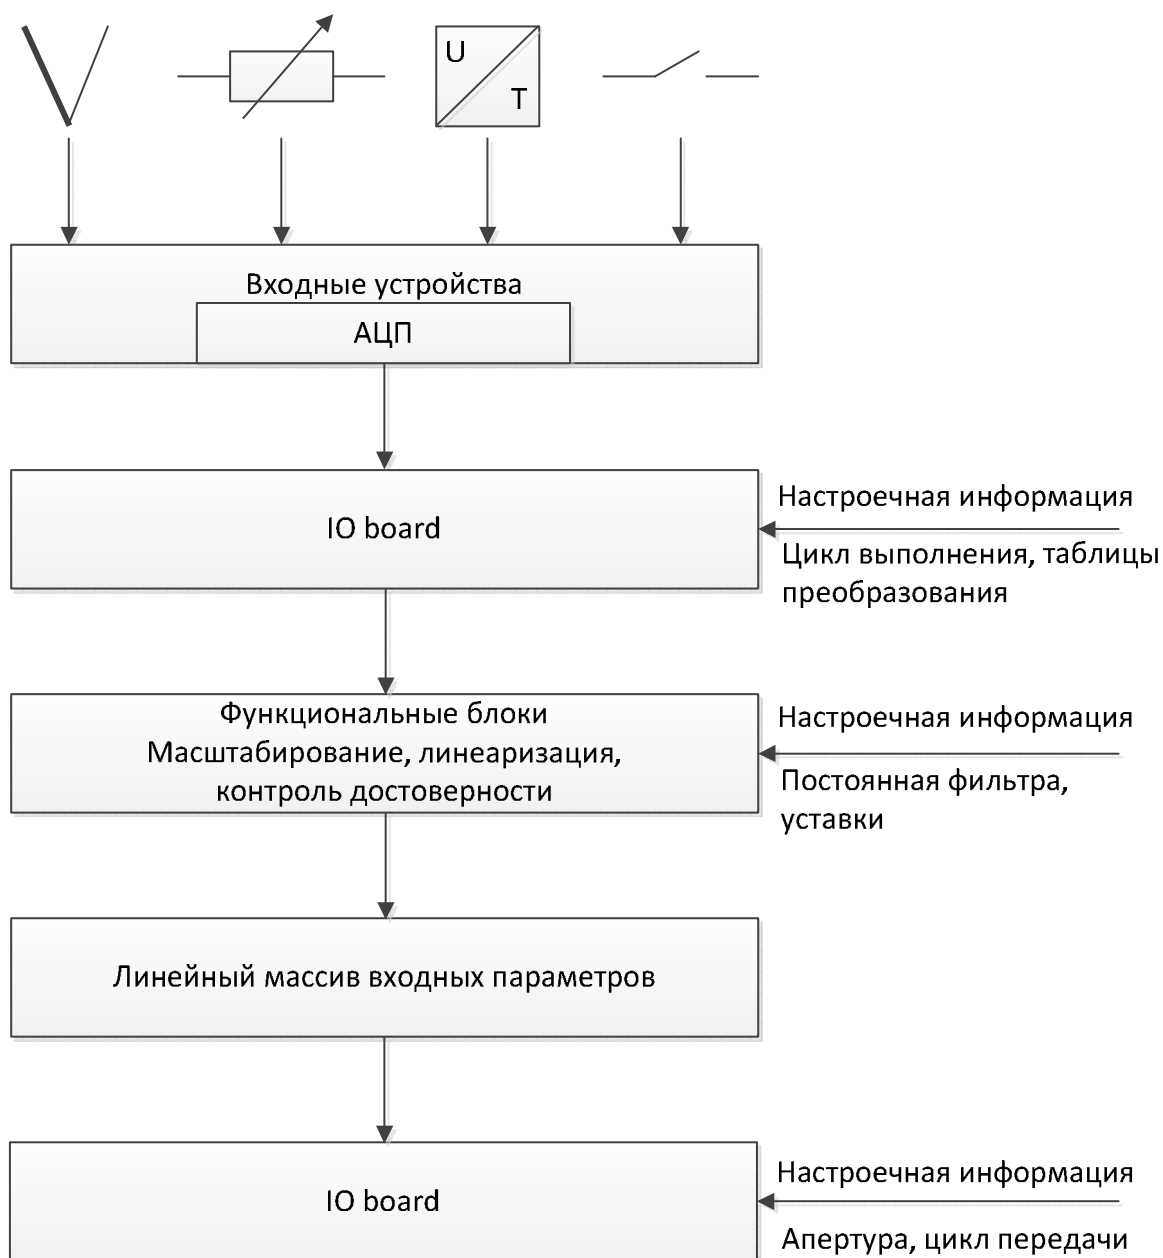 U
T
Входные устройства
АЦП
IO board
Настроечная информация
Цикл выполнения, таблицы
преобразования
Функциональные блоки
Масштабирование, линеаризация,
контроль достоверности
Настроечная информация
Постоянная фильтра,
уставки
Линейный массив входных параметров
IO board
Настроечная информация
Апертура, цикл передачи